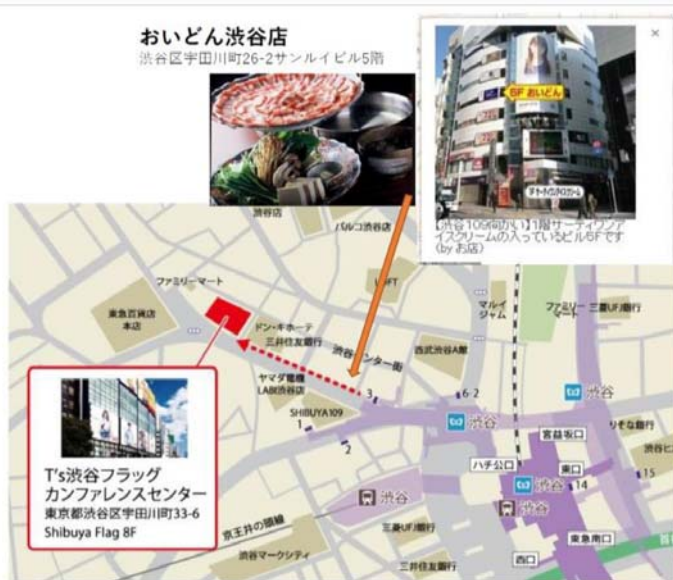 おいどん渋谷店
渋谷区宇田川町26-2サンルイビル5階
×
5F おいどん
【渋谷109向かい】1階サーティワンア
イスクリームの入っているビル5Fです
(by お店)
渋谷店
パルコ渋谷店
ファミリーマート
LOFT
東急百貨店
本店
ドン・キホーテ
三井住友銀行
渋谷センター街
西武渋谷A館
マルイ
ジャム
ファミリー
マート
三菱UFJ銀行
ヤマダ電機
LABI渋谷店
SHIBUYA109
3
1
2
6-2
渋谷
渋谷
宮益坂口
りそな銀行
ハチ公口
東口
渋谷ヒ
渋谷
14
15
渋谷
渋谷
T's渋谷フラッグ
カンファレンスセンター
東京都渋谷区宇田川町33-6
Shibuya Flag 8F
京王井の頭線
渋谷マークシティ
三菱UFJ銀行
三井住友銀行
東急南口
西口
首